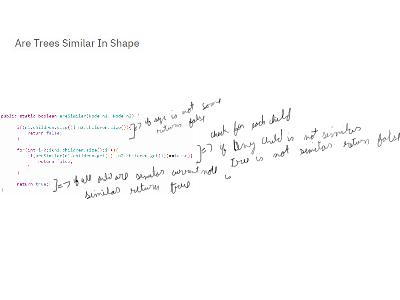 Are Trees Similar In Shape
public static boolean areSimilar(Node n1, Node n2) {
if(n1.children.size() != n2.children.size()){
return false;
}
] => if size is not same
return false
for(int i=0;i<n1.children.size();i++){
if(areSimilar(n1.children.get(i),n2.children.get(i))==false){
return false;
}
}
check for each child
] => if any child is not similar
tree is not similar return false
return true;
] => if all child are similar current node is
similar return true
}